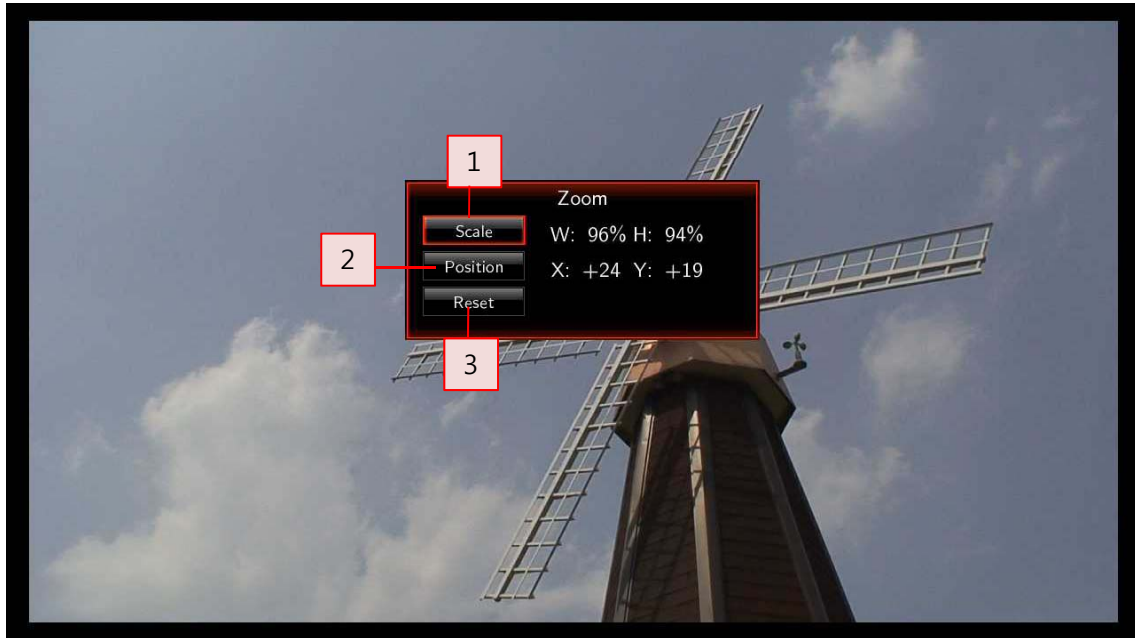 1
Zoom
Scale W: 96% H: 94%
2
Position X: +24 Y: +19
Reset
3